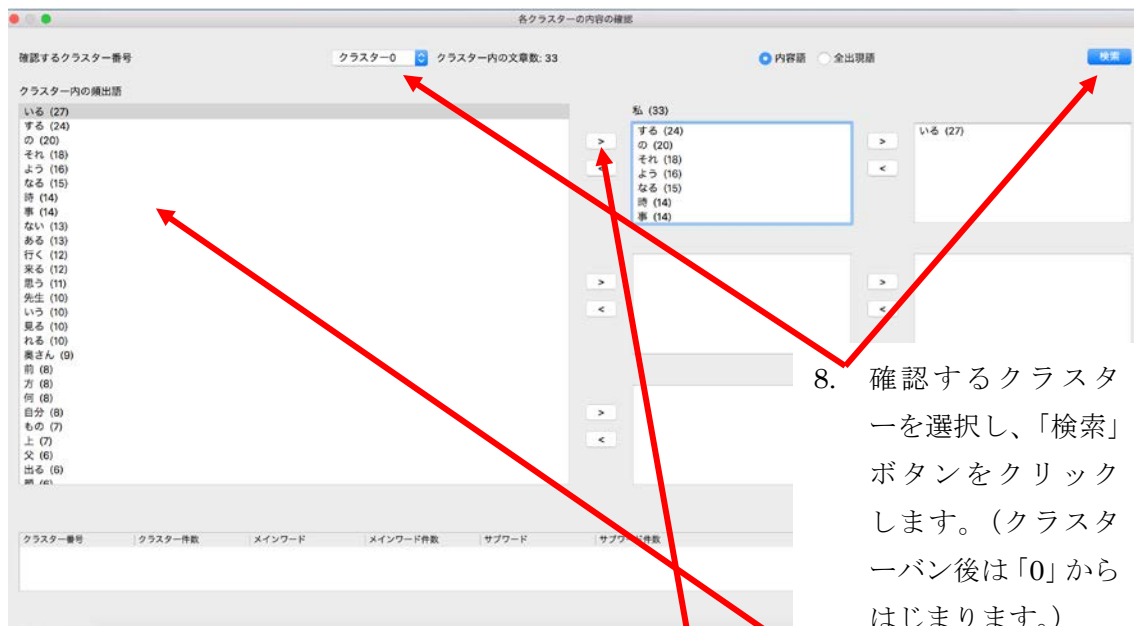 各クラスターの内容の確認
確認するクラスター番号 クラスター0 クラスター内の文章数: 33 内容語 全出現語 検索
クラスター内の頻出語
いる (27)
する (24)
の (20)
それ (18)
よう (16)
なる (15)
詩 (14)
事 (14)
ない (13)
ある (13)
行く (12)
来る (12)
思う (11)
先生 (10)
いう (10)
見る (10)
れる (10)
奥さん (9)
前 (8)
方 (8)
何 (8)
自分 (8)
もの (7)
上 (7)
父 (6)
出る (6)
私 (33)
する (24)
の (20)
それ (18)
よう (16)
なる (15)
詩 (14)
事 (14)
いる (27)
>
<
>
<
>
<
>
<
>
<
8. 確認するクラスタ
ーを選択し、「検索」
ボタンをクリック
します。(クラスタ
ーバン後は「0」から
はじまります。)
クラスター番号 クラスター件数 メインワード メインワード件数 サブワード サブワード件数